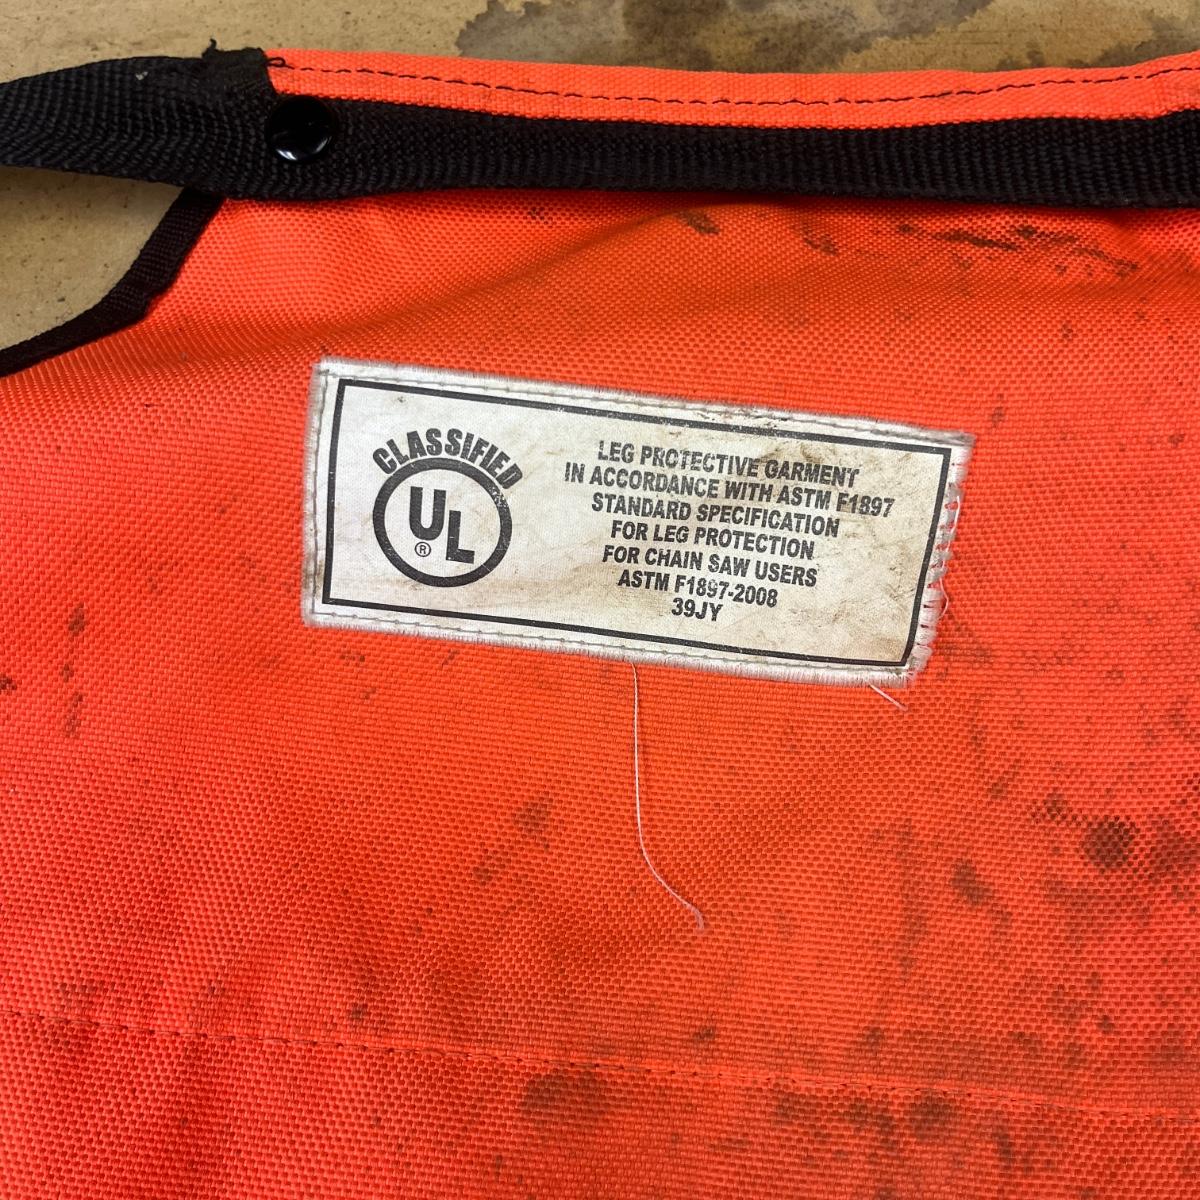 CLASSIFIED
UL
®
LEG PROTECTIVE GARMENT
IN ACCORDANCE WITH ASTM F1897
STANDARD SPECIFICATION
FOR LEG PROTECTION
FOR CHAIN SAW USERS
ASTM F1897-2008
39JY